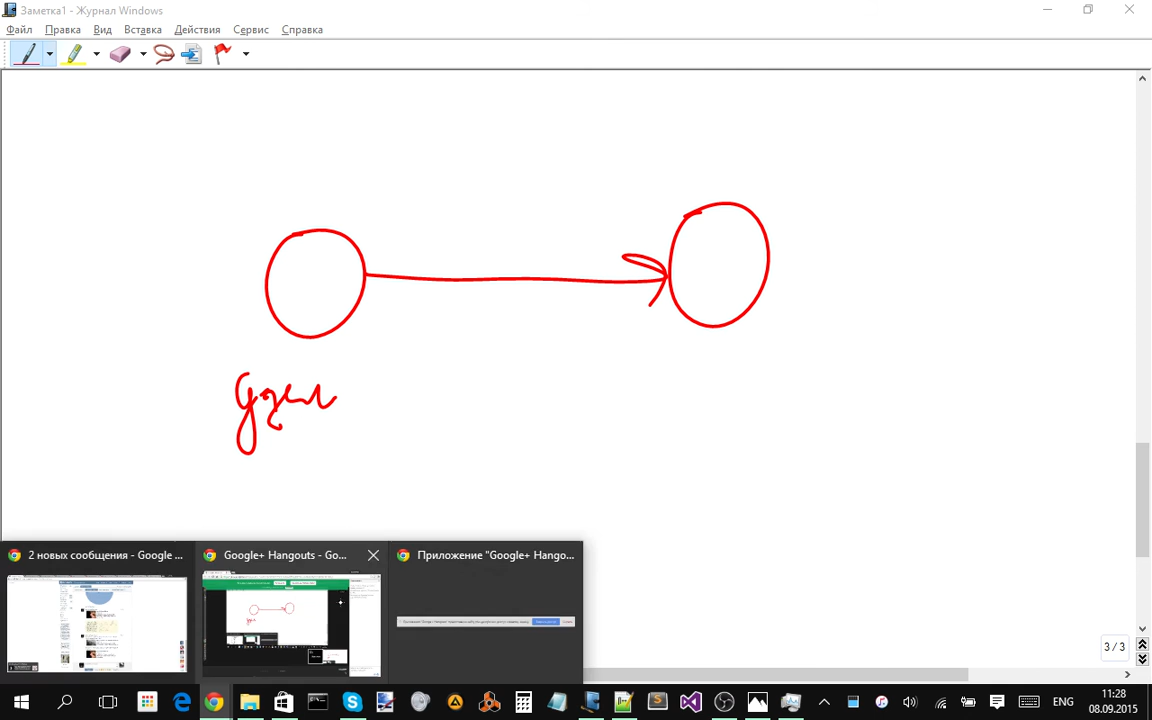 Заметка1 - Журнал Windows
Файл Правка Вид Вставка Действия Сервис Справка
узел
3 / 3
2 новых сообщения - Google ...
Google+ Hangouts - Go...
Приложение "Google+ Hango...
ENG
11:28
08.09.2015